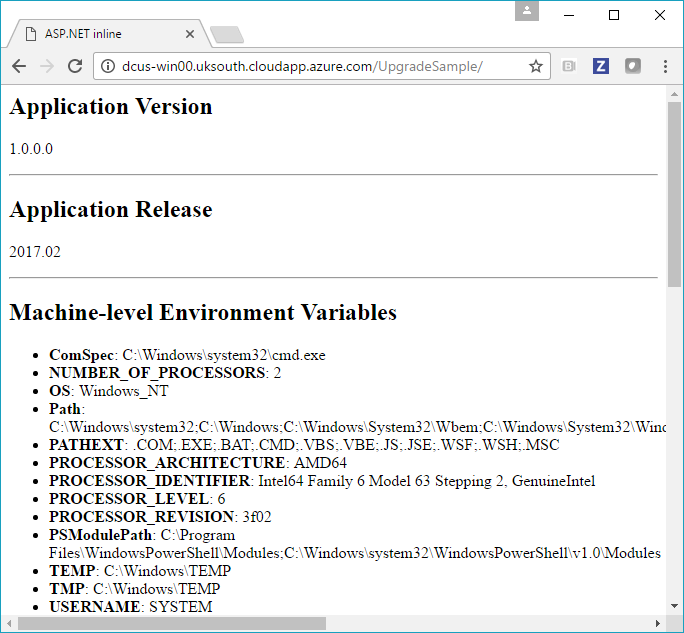 ASP.NET inline
dcus-win00.uksouth.cloudapp.azure.com/UpgradeSample/
Application Version
1.0.0.0
Application Release
2017.02
Machine-level Environment Variables
ComSpec: C:\Windows\system32\cmd.exe
NUMBER_OF_PROCESSORS: 2
OS: Windows_NT
Path:
C:\Windows\system32;C:\Windows;C:\Windows\System32\Wbem;C:\Windows\System32\Wind
PATHEXT: .COM;.EXE;.BAT;.CMD;.VBS;.VBE;.JS;.JSE;.WSF;.WSH;.MSC
PROCESSOR_ARCHITECTURE: AMD64
PROCESSOR_IDENTIFIER: Intel64 Family 6 Model 63 Stepping 2, GenuineIntel
PROCESSOR_LEVEL: 6
PROCESSOR_REVISION: 3f02
PSModulePath: C:\Program
Files\WindowsPowerShell\Modules;C:\Windows\system32\WindowsPowerShell\v1.0\Modules
TEMP: C:\Windows\TEMP
TMP: C:\Windows\TEMP
USERNAME: SYSTEM